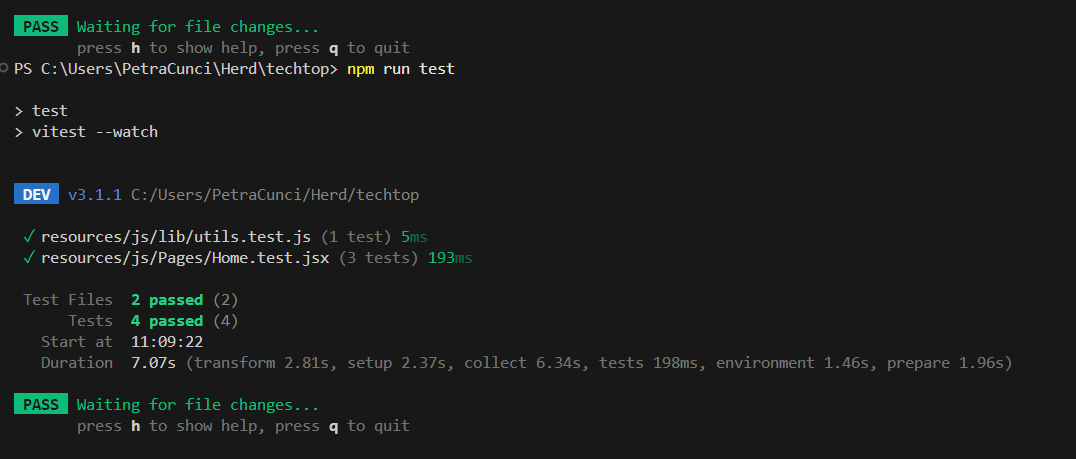 PASS Waiting for file changes...
press h to show help, press q to quit
PS C:\Users\PetraCunci\Herd\techtop> npm run test
> test
> vitest --watch
DEV v3.1.1 C:/Users/PetraCunci/Herd/techtop
✓ resources/js/lib/utils.test.js (1 test) 5ms
✓ resources/js/Pages/Home.test.jsx (3 tests) 193ms
Test Files 2 passed (2)
Tests 4 passed (4)
Start at 11:09:22
Duration 7.07s (transform 2.81s, setup 2.37s, collect 6.34s, tests 198ms, environment 1.46s, prepare 1.96s)
PASS Waiting for file changes...
press h to show help, press q to quit